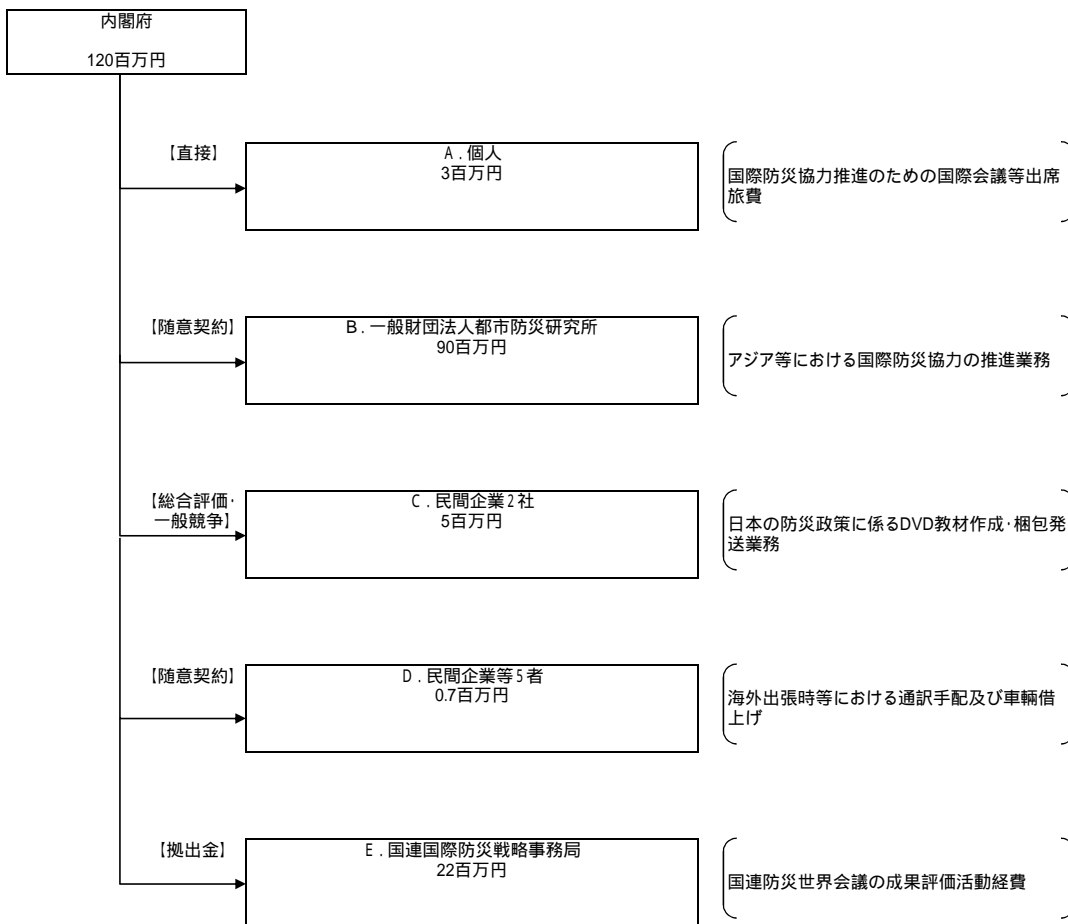 内閣府
120百万円
【直接】
A．個人
3百万円
国際防災協力推進のための国際会議等出席
旅費
【随意契約】
B．一般財団法人都市防災研究所
90百万円
アジア等における国際防災協力の推進業務
【総合評価・
一般競争】
C．民間企業２社
5百万円
日本の防災政策に係るDVD教材作成・梱包発
送業務
【随意契約】
D．民間企業等５者
0.7百万円
海外出張時等における通訳手配及び車輛借
上げ
【拠出金】
E．国連国際防災戦略事務局
22百万円
国連防災世界会議の成果評価活動経費